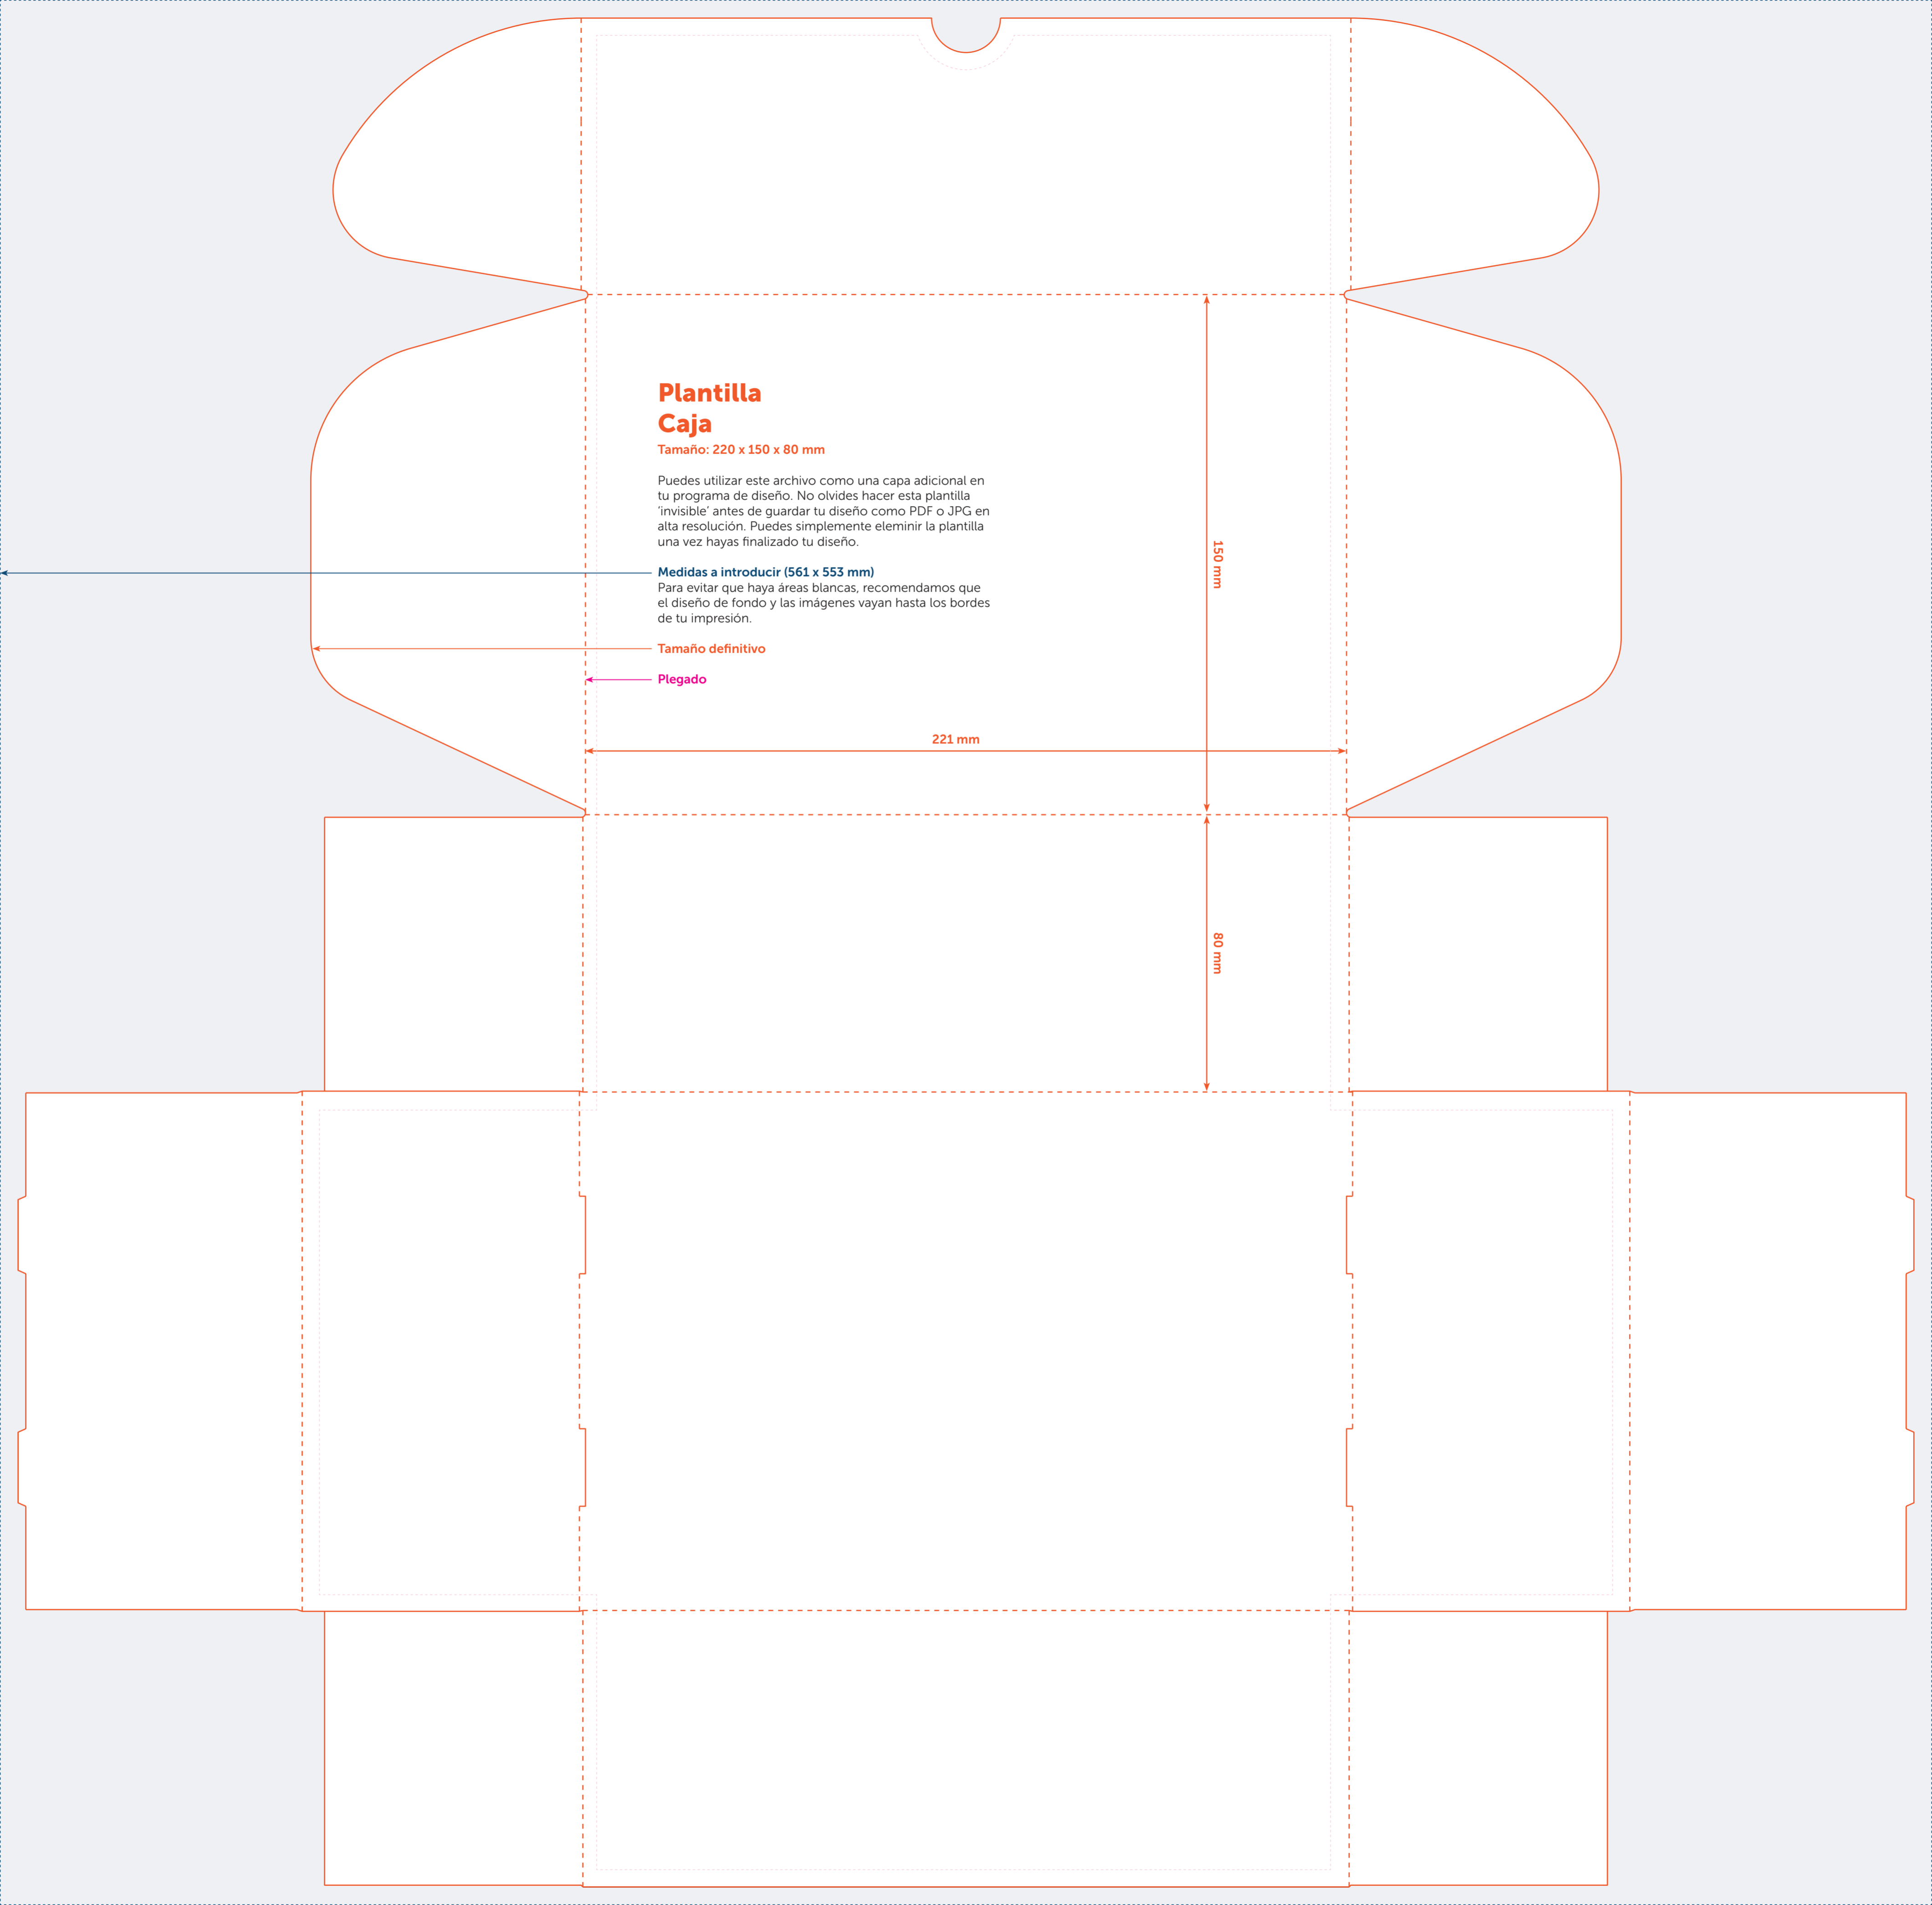 Plantilla
Caja
Tamaño: 220 x 150 x 80 mm
Puedes utilizar este archivo como una capa adicional en
tu programa de diseño. No olvides hacer esta plantilla
‘invisible’ antes de guardar tu diseño como PDF o JPG en
alta resolución. Puedes simplemente eleminir la plantilla
una vez hayas finalizado tu diseño.
Medidas a introducir (561 x 553 mm)
Para evitar que haya áreas blancas, recomendamos que
el diseño de fondo y las imágenes vayan hasta los bordes
de tu impresión.
Tamaño definitivo
Plegado
221 mm
150 mm
80 mm